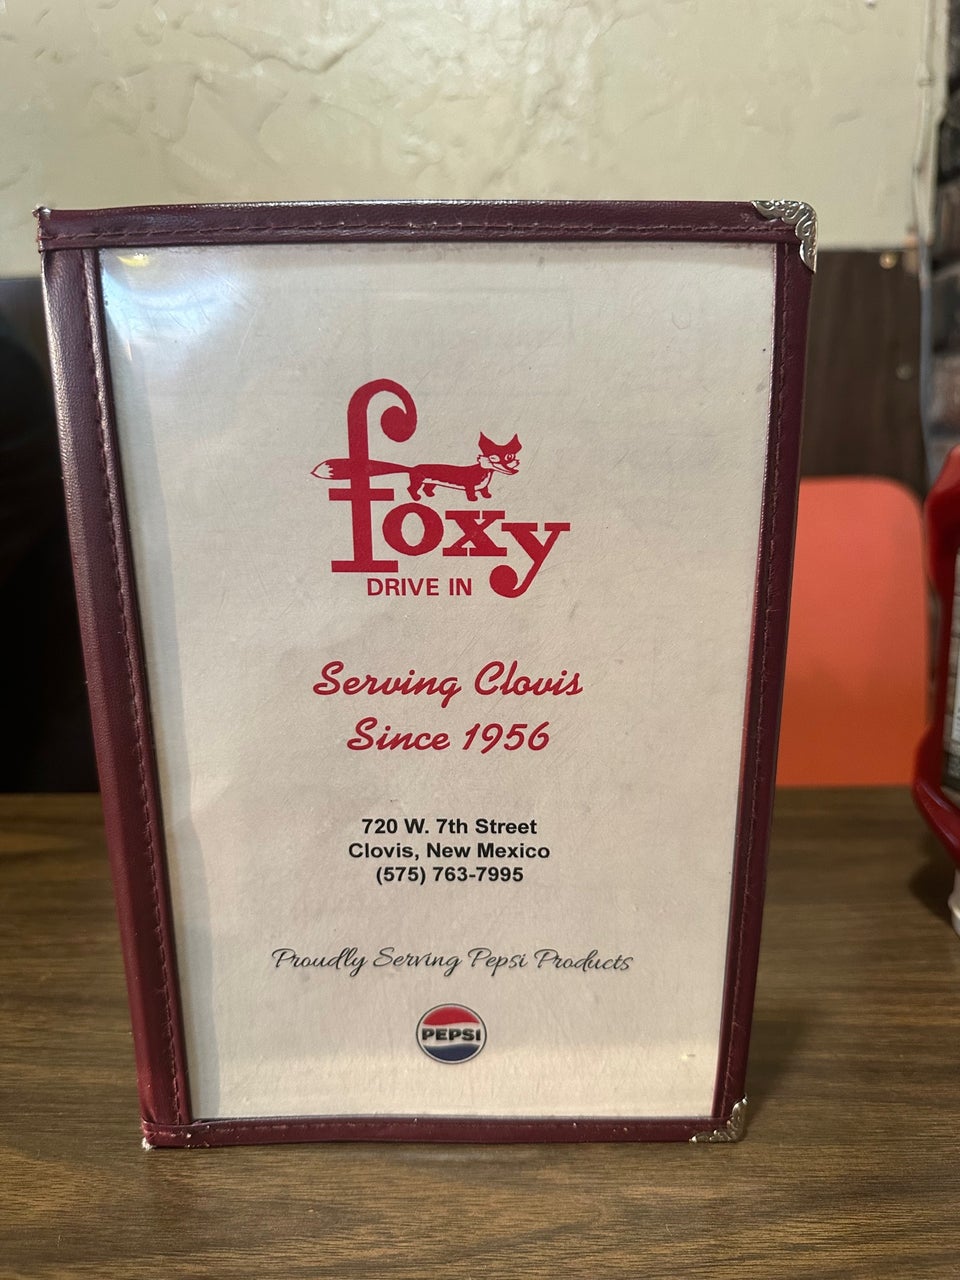 foxy
DRIVE IN
Serving Clovis
Since 1956
720 W. 7th Street
Clovis, New Mexico
(575) 763-7995
Proudly Serving Pepsi Products
PEPSI